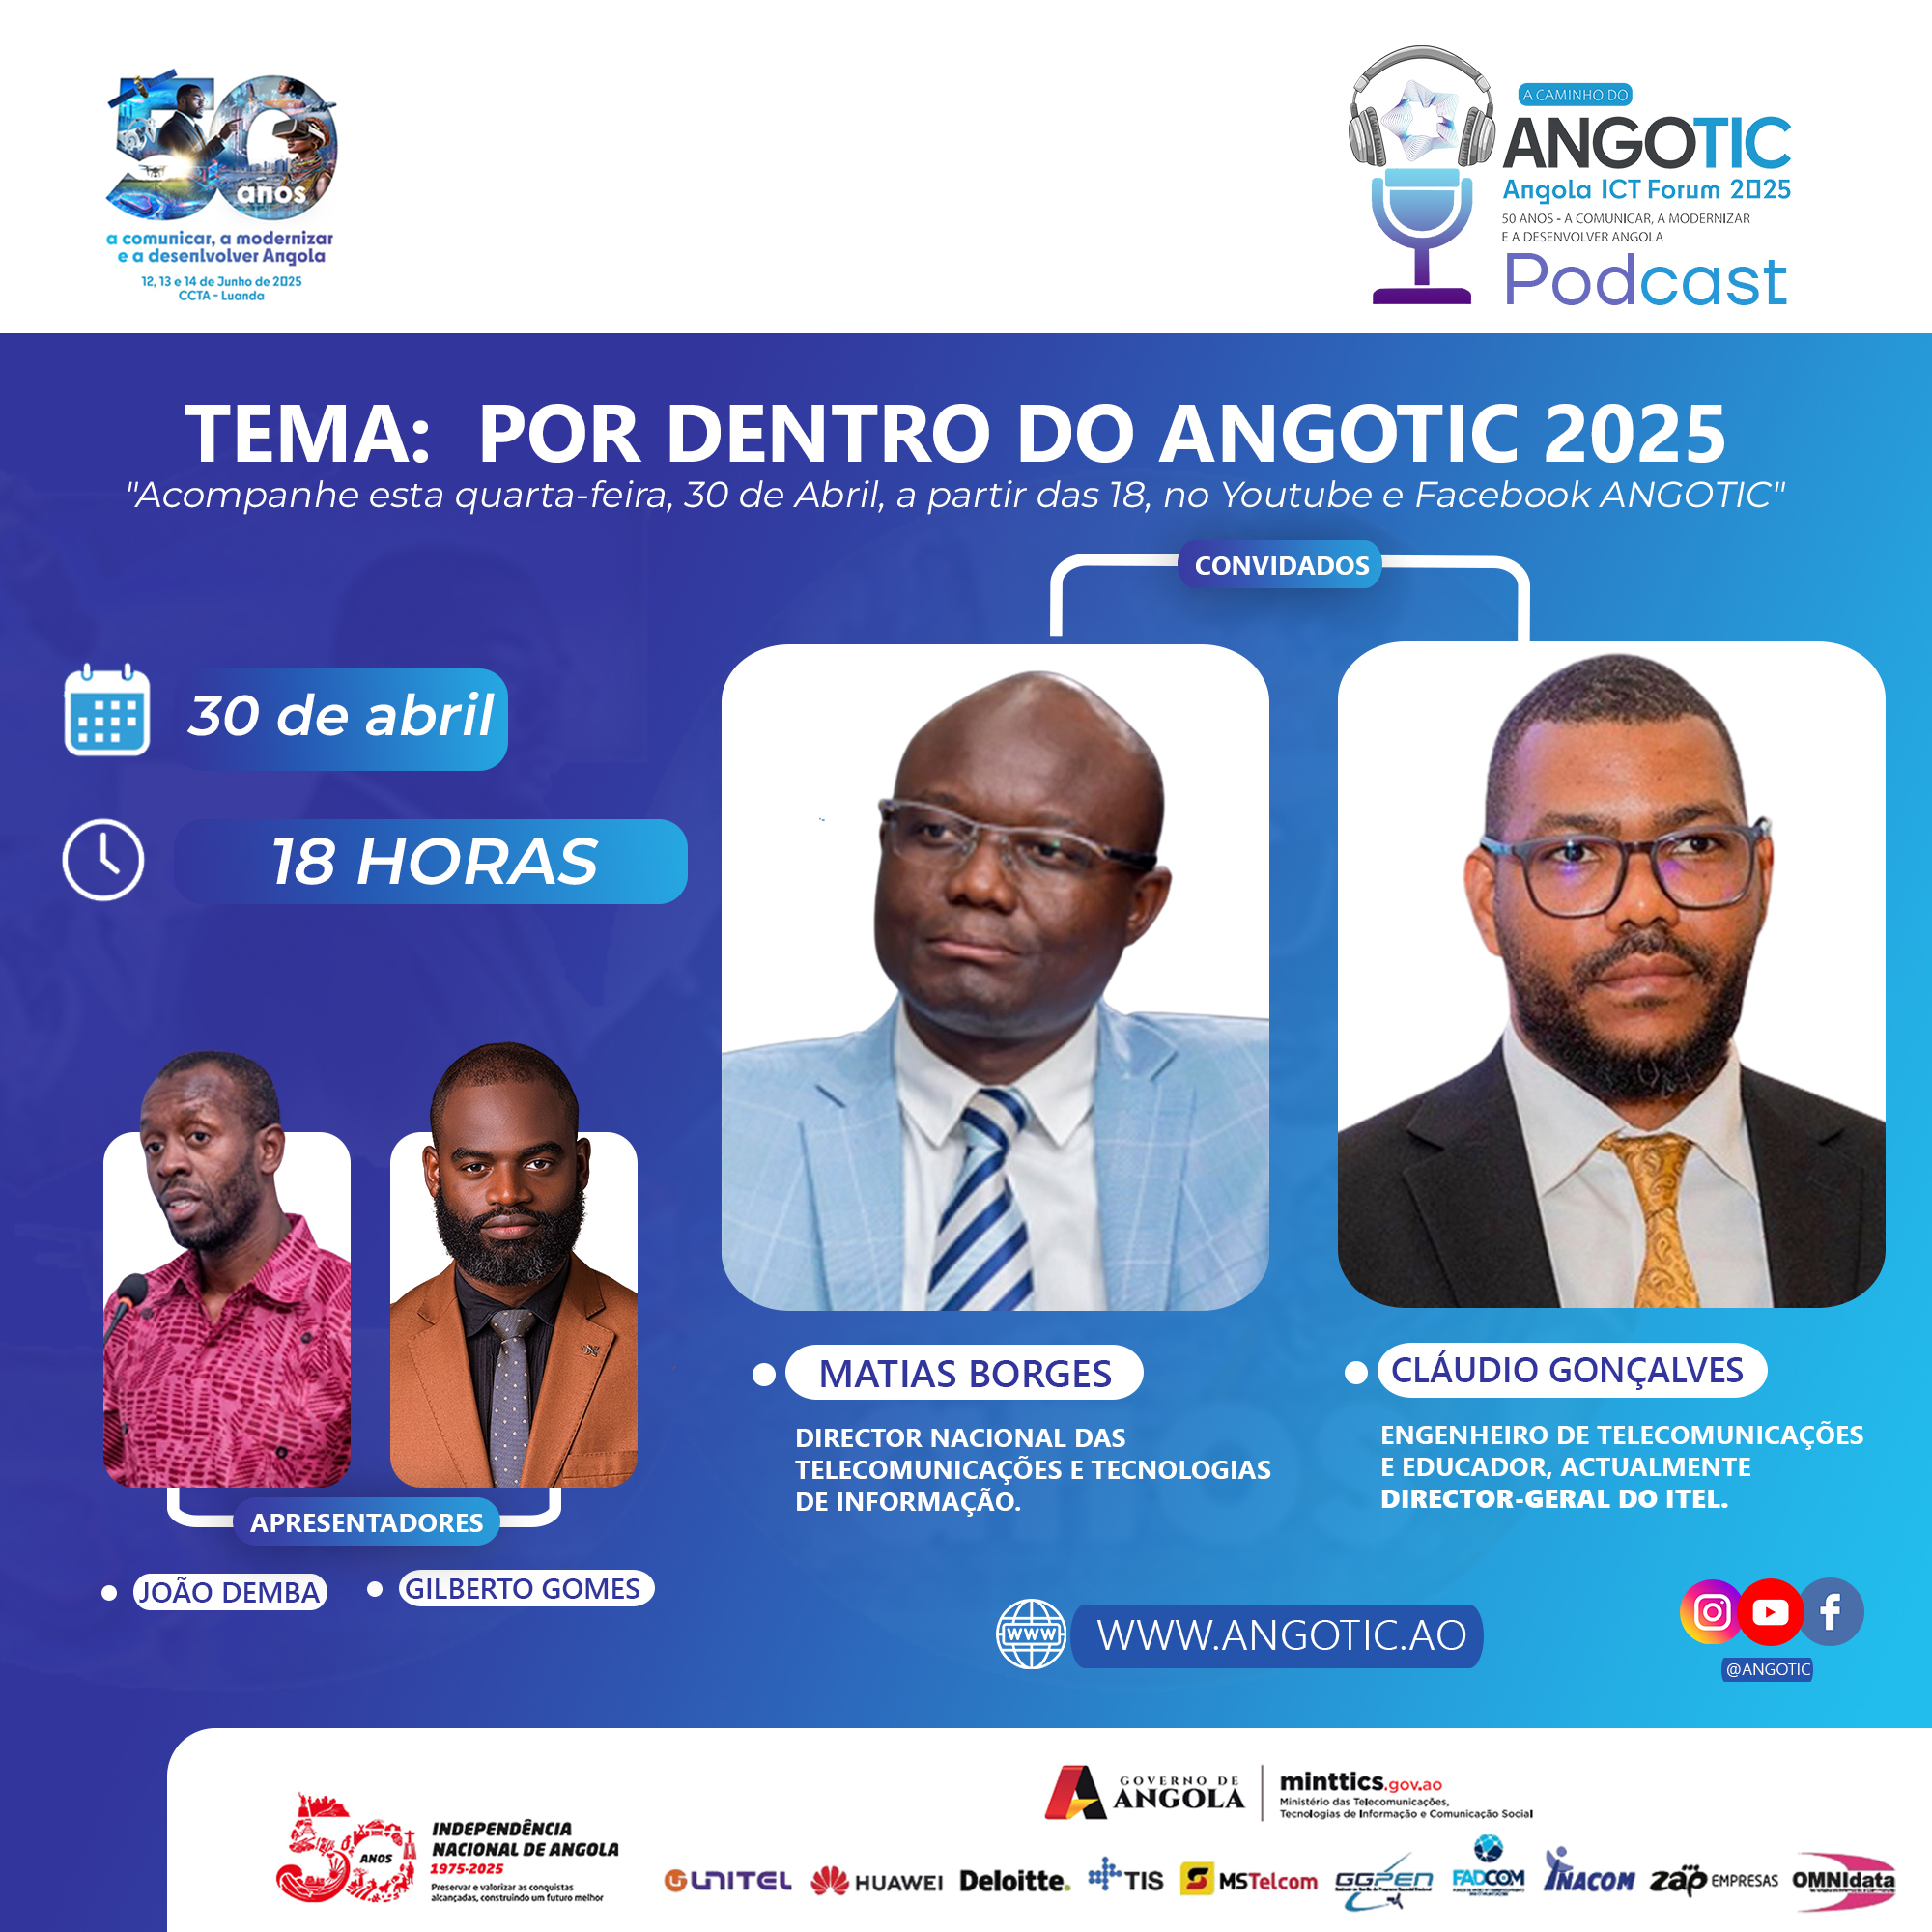 50
anos
a comunicar, a modernizar
e a desenlvolver Angola
12, 13 e 14 de Junho de 2025
CCTA - Luanda
A CAMINHO DO
ANGOTIC
Angola ICT Forum 2025
50 ANOS - A COMUNICAR, A MODERNIZAR
E A DESENVOLVER ANGOLA
Podcast
TEMA: POR DENTRO DO ANGOTIC 2025
"Acompanhe esta quarta-feira, 30 de Abril, a partir das 18, no Youtube e Facebook ANGOTIC"
CONVIDADOS
30 de abril
18 HORAS
MATIAS BORGES
DIRECTOR NACIONAL DAS
TELECOMUNICAÇÕES E TECNOLOGIAS
DE INFORMAÇÃO.
CLÁUDIO GONÇALVES
ENGENHEIRO DE TELECOMUNICAÇÕES
E EDUCADOR, ACTUALMENTE
DIRECTOR-GERAL DO ITEL.
APRESENTADORES
JOÃO DEMBA
GILBERTO GOMES
WWW
WWW.ANGOTIC.AO
@ANGOTIC
50
ANOS
INDEPENDÊNCIA
NACIONAL DE ANGOLA
1975-2025
Preservar e valorizar as conquistas
alcançadas, construindo um futuro melhor
GOVERNO DE
ANGOLA
minttics.gov.ao
Ministério das Telecomunicações,
Tecnologias de Informação e Comunicação Social
UNITEL
HUAWEI
Deloitte.
TIS
MSTelcom
GGPEN
FADCOM
INACOM
zap EMPRESAS
OMNIdata